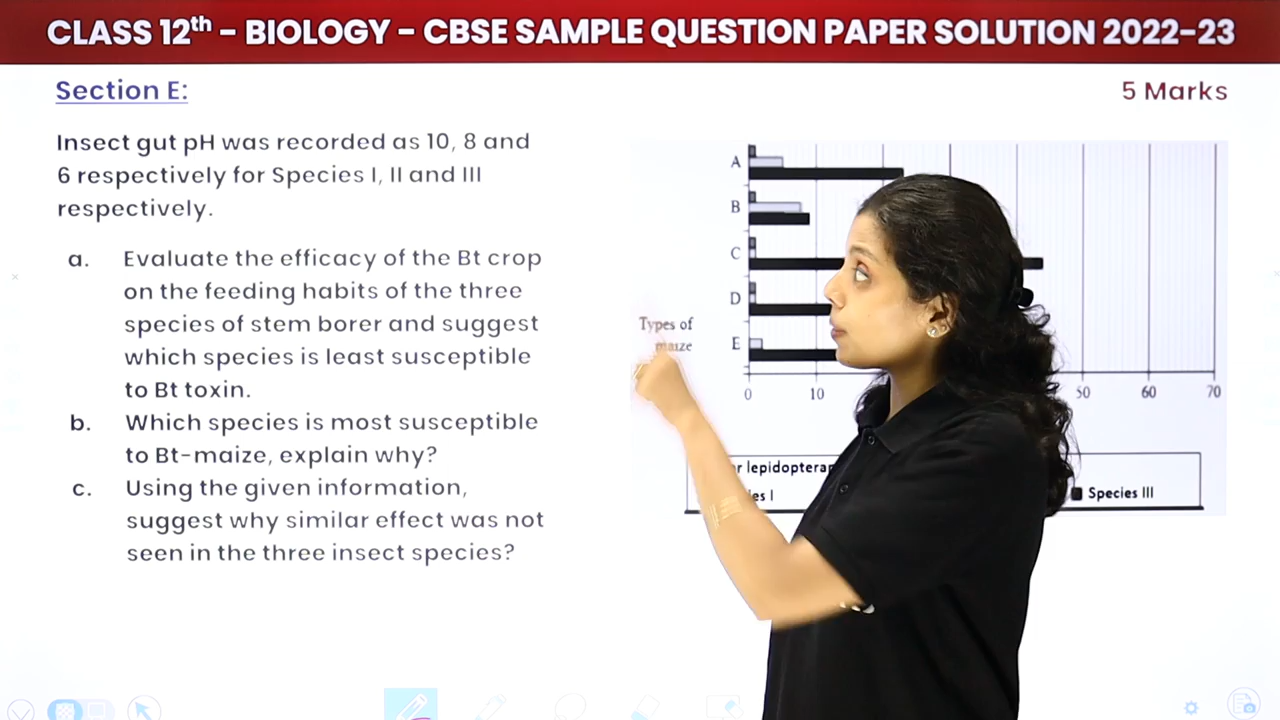 CLASS 12th – BIOLOGY – CBSE SAMPLE QUESTION PAPER SOLUTION 2022-23
Section E:
5 Marks
Insect gut pH was recorded as 10, 8 and
6 respectively for Species I, II and III
respectively.
a. Evaluate the efficacy of the Bt crop
on the feeding habits of the three
species of stem borer and suggest
which species is least susceptible
to Bt toxin.
b. Which species is most susceptible
to Bt-maize, explain why?
c. Using the given information,
suggest why similar effect was not
seen in the three insect species?
A
B
C
D
E
Types of
maize
0 10 50 60 70
Species III